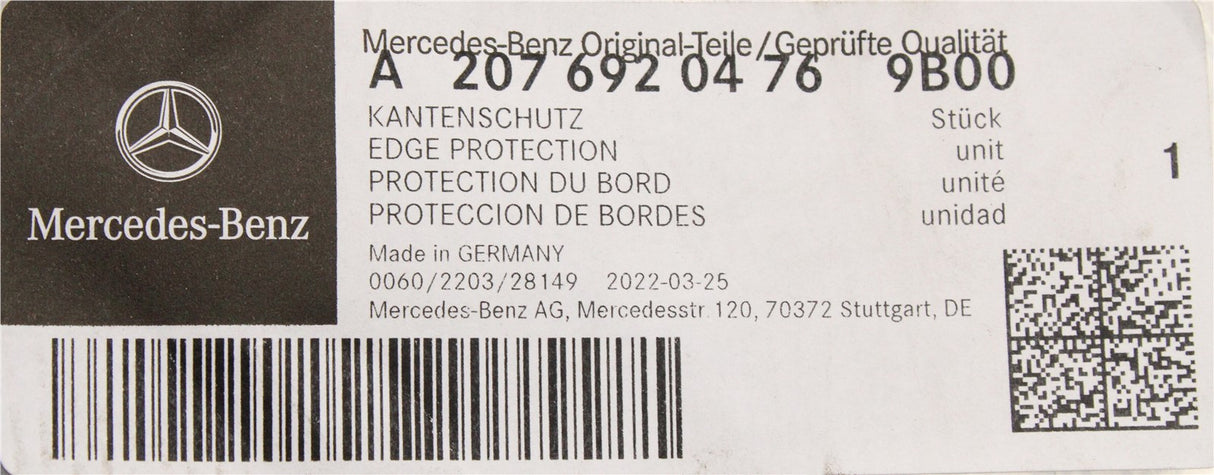 Mercedes-Benz
Mercedes-Benz Original-Teile/Geprüfte Qualität
A 207 692 04 76 9B00
KANTENSCHUTZ Stück
EDGE PROTECTION unit
PROTECTION DU BORD unité
PROTECCION DE BORDES unidad
1
Made in GERMANY
0060/2203/28149 2022-03-25
Mercedes-Benz AG, Mercedesstr.120, 70372 Stuttgart, DE